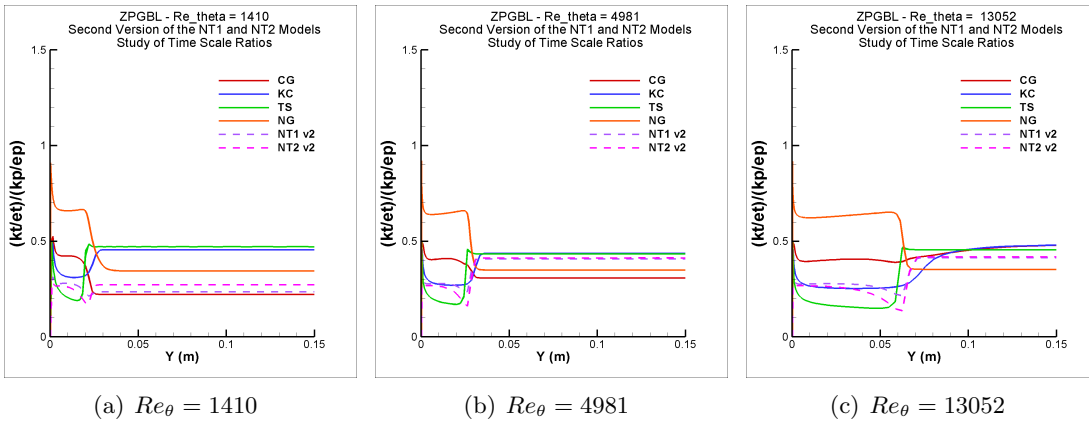 ZPGBL - Re_theta = 1410
Second Version of the NT1 and NT2 Models
Study of Time Scale Ratios
1.5
1
0.5
0
(kt/et)/(kp/ep)
CG
KC
TS
NG
NT1 v2
NT2 v2
0 0.05 0.1 0.15
Y (m)
(a) Reθ = 1410
ZPGBL - Re_theta = 4981
Second Version of the NT1 and NT2 Models
Study of Time Scale Ratios
1.5
1
0.5
0
(kt/et)/(kp/ep)
CG
KC
TS
NG
NT1 v2
NT2 v2
0 0.05 0.1 0.15
Y (m)
(b) Reθ = 4981
ZPGBL - Re_theta = 13052
Second Version of the NT1 and NT2 Models
Study of Time Scale Ratios
1.5
1
0.5
0
(kt/et)/(kp/ep)
CG
KC
TS
NG
NT1 v2
NT2 v2
0 0.05 0.1 0.15
Y (m)
(c) Reθ = 13052